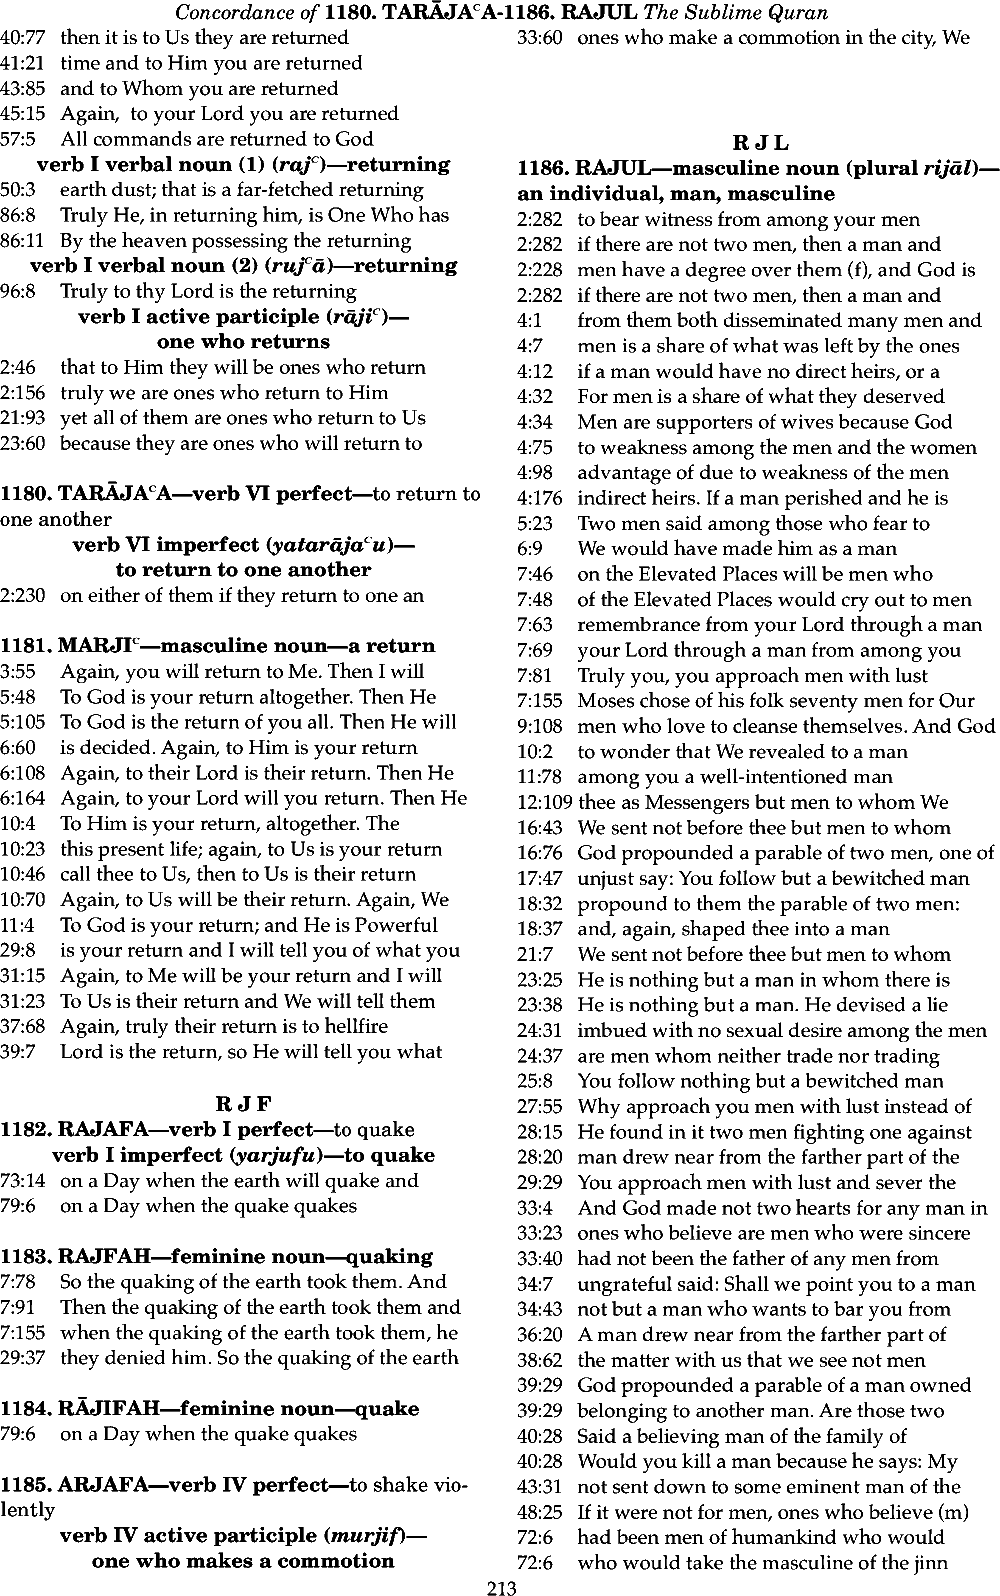 Concordance of 1180. TARĀJAᶜA-1186. RAJUL The Sublime Quran
40:77 then it is to Us they are returned
41:21 time and to Him you are returned
43:85 and to Whom you are returned
45:15 Again, to your Lord you are returned
57:5 All commands are returned to God
verb I verbal noun (1) (rajᶜ)—returning
50:3 earth dust; that is a far-fetched returning
86:8 Truly He, in returning him, is One Who has
86:11 By the heaven possessing the returning
verb I verbal noun (2) (rujᶜā)—returning
96:8 Truly to thy Lord is the returning
verb I active participle (rājiᶜ)—
one who returns
2:46 that to Him they will be ones who return
2:156 truly we are ones who return to Him
21:93 yet all of them are ones who return to Us
23:60 because they are ones who will return to
1180. TARĀJAᶜA—verb VI perfect—to return to
one another
verb VI imperfect (yatarājaᶜu)—
to return to one another
2:230 on either of them if they return to one an
1181. MARJIᶜ—masculine noun—a return
3:55 Again, you will return to Me. Then I will
5:48 To God is your return altogether. Then He
5:105 To God is the return of you all. Then He will
6:60 is decided. Again, to Him is your return
6:108 Again, to their Lord is their return. Then He
6:164 Again, to your Lord will you return. Then He
10:4 To Him is your return, altogether. The
10:23 this present life; again, to Us is your return
10:46 call thee to Us, then to Us is their return
10:70 Again, to Us will be their return. Again, We
11:4 To God is your return; and He is Powerful
29:8 is your return and I will tell you of what you
31:15 Again, to Me will be your return and I will
31:23 To Us is their return and We will tell them
37:68 Again, truly their return is to hellfire
39:7 Lord is the return, so He will tell you what
R J F
1182. RAJAFA—verb I perfect—to quake
verb I imperfect (yarjufu)—to quake
73:14 on a Day when the earth will quake and
79:6 on a Day when the quake quakes
1183. RAJFAH—feminine noun—quaking
7:78 So the quaking of the earth took them. And
7:91 Then the quaking of the earth took them and
7:155 when the quaking of the earth took them, he
29:37 they denied him. So the quaking of the earth
1184. RĀJIFAH—feminine noun—quake
79:6 on a Day when the quake quakes
1185. ARJAFA—verb IV perfect—to shake vio-
lently
verb IV active participle (murjif)—
one who makes a commotion
33:60 ones who make a commotion in the city, We
R J L
1186. RAJUL—masculine noun (plural rijāl)—
an individual, man, masculine
2:282 to bear witness from among your men
2:282 if there are not two men, then a man and
2:228 men have a degree over them (f), and God is
2:282 if there are not two men, then a man and
4:1 from them both disseminated many men and
4:7 men is a share of what was left by the ones
4:12 if a man would have no direct heirs, or a
4:32 For men is a share of what they deserved
4:34 Men are supporters of wives because God
4:75 to weakness among the men and the women
4:98 advantage of due to weakness of the men
4:176 indirect heirs. If a man perished and he is
5:23 Two men said among those who fear to
6:9 We would have made him as a man
7:46 on the Elevated Places will be men who
7:48 of the Elevated Places would cry out to men
7:63 remembrance from your Lord through a man
7:69 your Lord through a man from among you
7:81 Truly you, you approach men with lust
7:155 Moses chose of his folk seventy men for Our
9:108 men who love to cleanse themselves. And God
10:2 to wonder that We revealed to a man
11:78 among you a well-intentioned man
12:109 thee as Messengers but men to whom We
16:43 We sent not before thee but men to whom
16:76 God propounded a parable of two men, one of
17:47 unjust say: You follow but a bewitched man
18:32 propound to them the parable of two men:
18:37 and, again, shaped thee into a man
21:7 We sent not before thee but men to whom
23:25 He is nothing but a man in whom there is
23:38 He is nothing but a man. He devised a lie
24:31 imbued with no sexual desire among the men
24:37 are men whom neither trade nor trading
25:8 You follow nothing but a bewitched man
27:55 Why approach you men with lust instead of
28:15 He found in it two men fighting one against
28:20 man drew near from the farther part of the
29:29 You approach men with lust and sever the
33:4 And God made not two hearts for any man in
33:23 ones who believe are men who were sincere
33:40 had not been the father of any men from
34:7 ungrateful said: Shall we point you to a man
34:43 not but a man who wants to bar you from
36:20 A man drew near from the farther part of
38:62 the matter with us that we see not men
39:29 God propounded a parable of a man owned
39:29 belonging to another man. Are those two
40:28 Said a believing man of the family of
40:28 Would you kill a man because he says: My
43:31 not sent down to some eminent man of the
48:25 If it were not for men, ones who believe (m)
72:6 had been men of humankind who would
72:6 who would take the masculine of the jinn
213